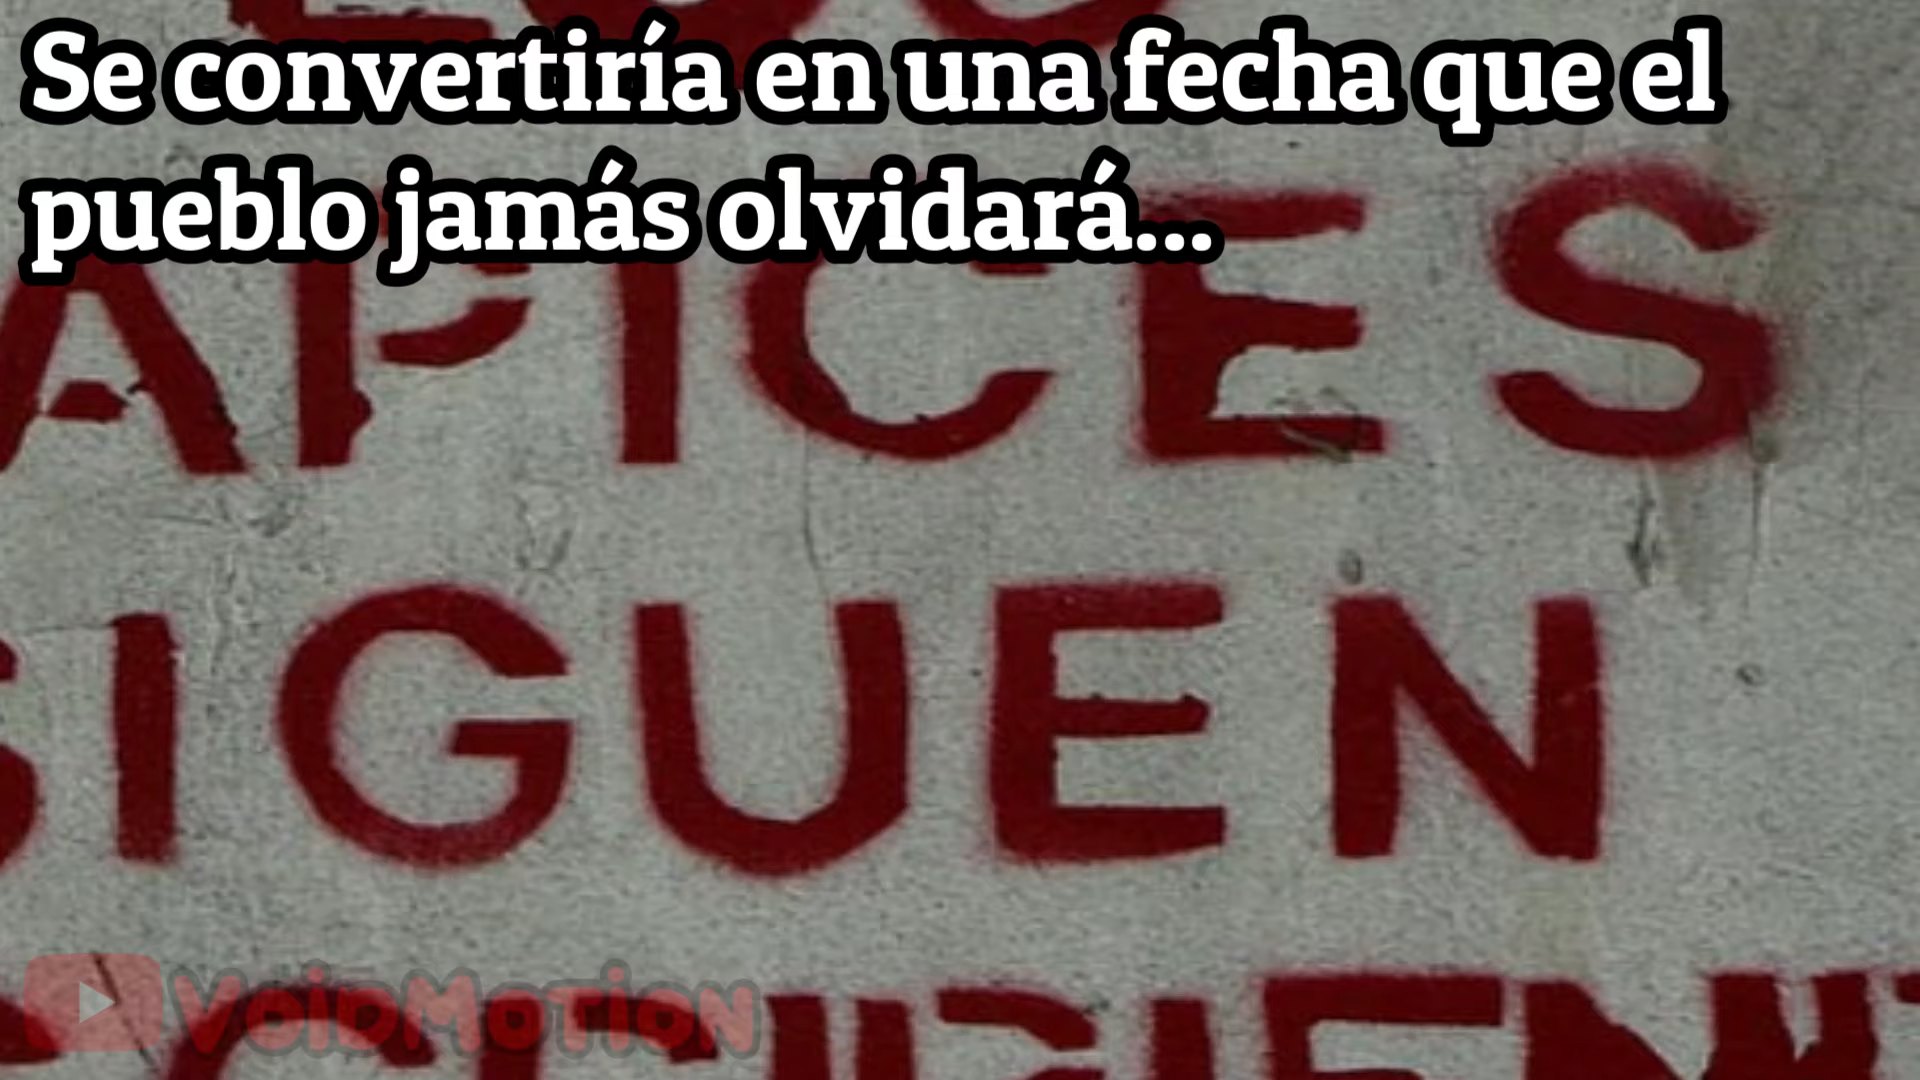 Se convertiría en una fecha que el
pueblo jamás olvidará...
APICES
SIGUEN
VoidMotion